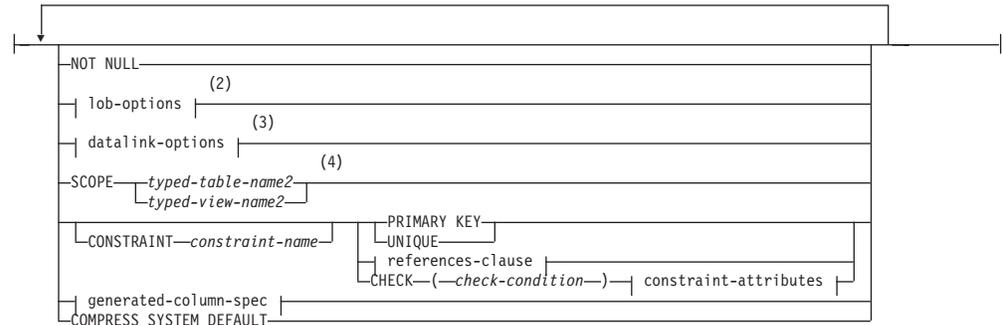 NOT NULL
(2)
lob-options
(3)
datalink-options
(4)
SCOPE typed-table-name2
typed-view-name2
PRIMARY KEY
CONSTRAINT constraint-name UNIQUE
references-clause
CHECK ( check-condition ) constraint-attributes
generated-column-spec
COMPRESS SYSTEM DEFAULT